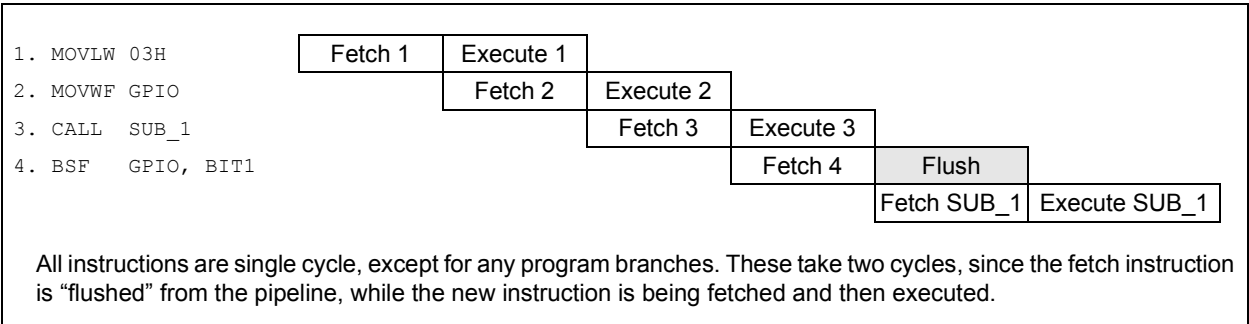 1. MOVLW 03H Fetch 1 Execute 1
2. MOVWF GPIO Fetch 2 Execute 2
3. CALL SUB_1 Fetch 3 Execute 3
4. BSF GPIO, BIT1 Fetch 4 Flush
Fetch SUB_1 Execute SUB_1
All instructions are single cycle, except for any program branches. These take two cycles, since the fetch instruction
is “flushed” from the pipeline, while the new instruction is being fetched and then executed.